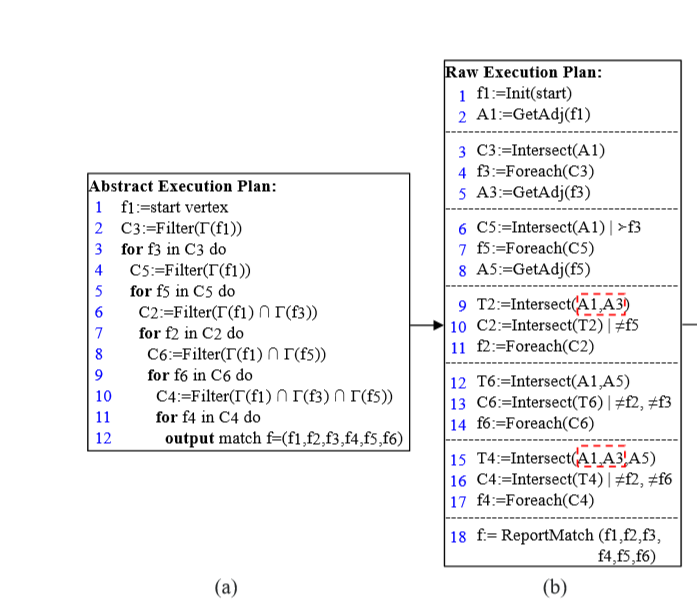 Abstract Execution Plan:
1 f1:=start vertex
2 C3:=Filter(Γ(f1))
3 for f3 in C3 do
4 C5:=Filter(Γ(f1))
5 for f5 in C5 do
6 C2:=Filter(Γ(f1) ⋂ Γ(f3))
7 for f2 in C2 do
8 C6:=Filter(Γ(f1) ⋂ Γ(f5))
9 for f6 in C6 do
10 C4:=Filter(Γ(f1) ⋂ Γ(f3) ⋂ Γ(f5))
11 for f4 in C4 do
12 output match f=(f1,f2,f3,f4,f5,f6)
(a)
Raw Execution Plan:
1 f1:=Init(start)
2 A1:=GetAdj(f1)
3 C3:=Intersect(A1)
4 f3:=Foreach(C3)
5 A3:=GetAdj(f3)
6 C5:=Intersect(A1) | ≻f3
7 f5:=Foreach(C5)
8 A5:=GetAdj(f5)
9 T2:=Intersect(A1,A3)
10 C2:=Intersect(T2) | ≠f5
11 f2:=Foreach(C2)
12 T6:=Intersect(A1,A5)
13 C6:=Intersect(T6) | ≠f2, ≠f3
14 f6:=Foreach(C6)
15 T4:=Intersect(A1,A3,A5)
16 C4:=Intersect(T4) | ≠f2, ≠f6
17 f4:=Foreach(C4)
18 f:= ReportMatch (f1,f2,f3,
f4,f5,f6)
(b)